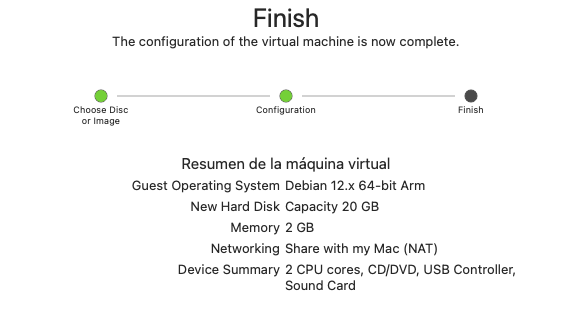 Finish
The configuration of the virtual machine is now complete.
Choose Disc
or Image
Configuration
Finish
Resumen de la máquina virtual
Guest Operating System Debian 12.x 64-bit Arm
New Hard Disk Capacity 20 GB
Memory 2 GB
Networking Share with my Mac (NAT)
Device Summary 2 CPU cores, CD/DVD, USB Controller,
Sound Card